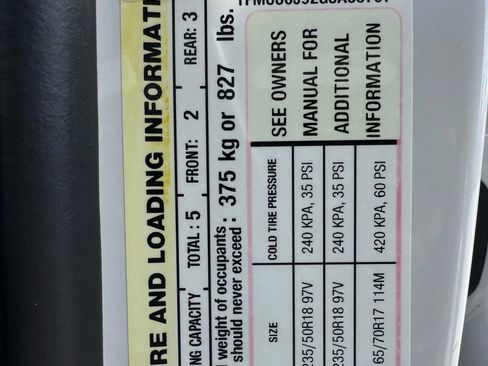 RE AND LOADING INFORMATI
NG CAPACITY TOTAL : 5 FRONT: 2 REAR: 3
weight of occupants
should never exceed : 375 kg or 827 lbs.
SIZE COLD TIRE PRESSURE SEE OWNERS
235/50R18 97V 240 KPA, 35 PSI MANUAL FOR
235/50R18 97V 240 KPA, 35 PSI ADDITIONAL
65/70R17 114M 420 KPA, 60 PSI INFORMATION